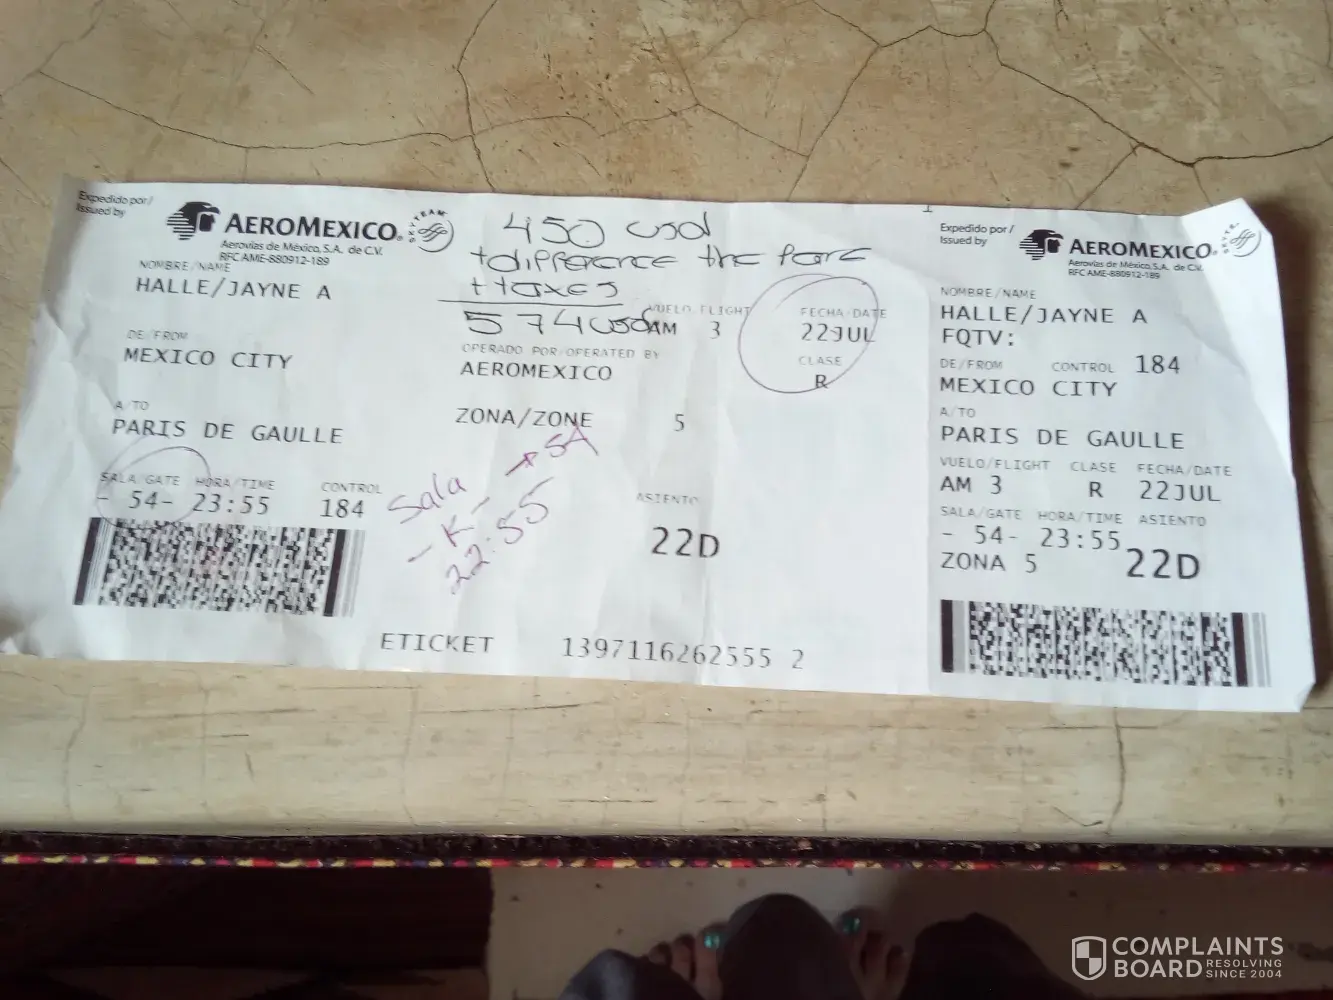 Expedido por/
Issued by
AEROMEXICO.
SKYTEAM
Aerovías de México, S.A. de C.V.
RFC AME-880912-189
NOMBRE/NAME
HALLE/JAYNE A
450 usd
+difference the fare
+taxes
574usd
VUELO/FLIGHT
AM 3
FECHA/DATE
22JUL
CLASE
R
DE/FROM
MEXICO CITY
OPERADO POR/OPERATED BY
AEROMEXICO
A/TO
PARIS DE GAULLE
ZONA/ZONE 5
SALA/GATE HORA/TIME CONTROL
- 54- 23:55 184
Sala → 54
-K-
22:55
ASIENTO
22D
ETICKET 1397116262555 2
Expedido por/
Issued by
AEROMEXICO.
Aerovías de México, S.A. de C.V.
RFC AME-880912-189
NOMBRE/NAME
HALLE/JAYNE A
FQTV:
DE/FROM CONTROL 184
MEXICO CITY
A/TO
PARIS DE GAULLE
VUELO/FLIGHT CLASE FECHA/DATE
AM 3 R 22JUL
SALA/GATE HORA/TIME ASIENTO
- 54- 23:55 22D
ZONA 5
COMPLAINTS
BOARD RESOLVING
SINCE 2004